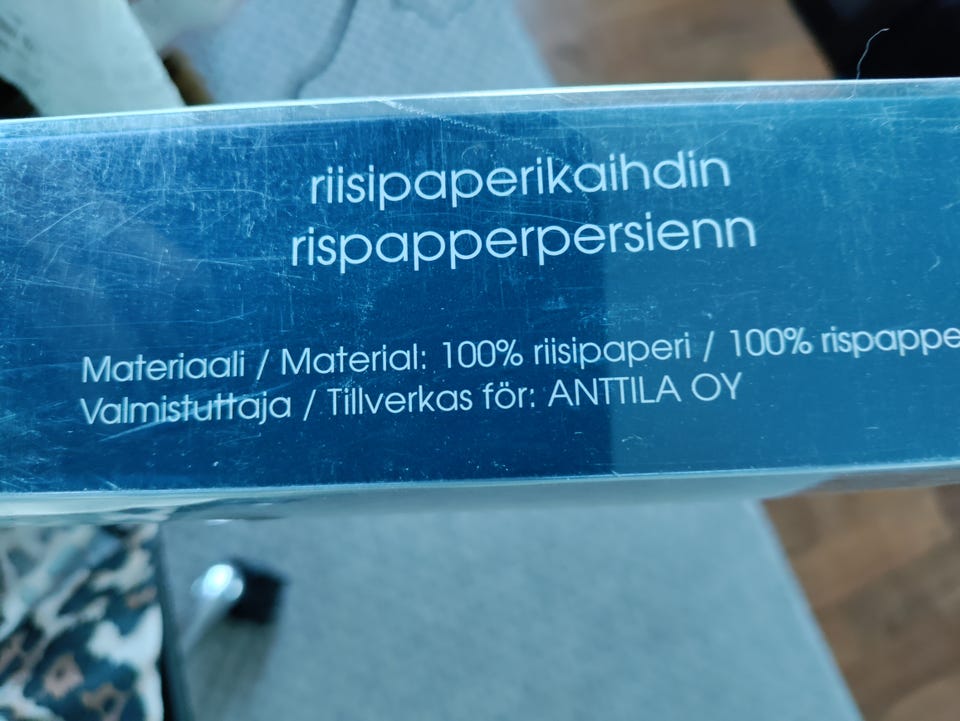 riisipaperikaihdin
rispapperpersienn
Materiaali / Material: 100% riisipaperi / 100% rispappe
Valmistuttaja / Tillverkas för: ANTTILA OY